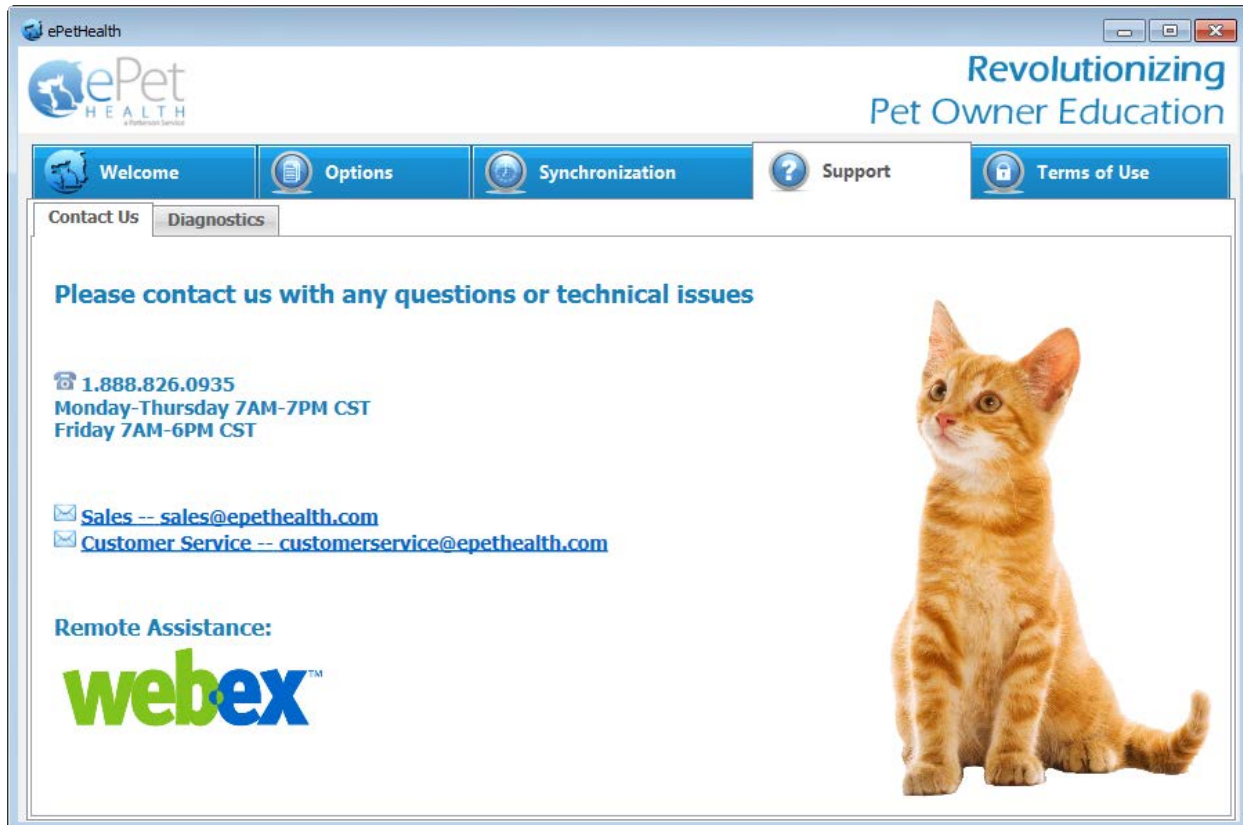 ePetHealth
ePet
HEALTH
a Patterson Service
Revolutionizing
Pet Owner Education
Welcome
Options
Synchronization
Support
Terms of Use
Contact Us
Diagnostics
Please contact us with any questions or technical issues
1.888.826.0935
Monday-Thursday 7AM-7PM CST
Friday 7AM-6PM CST
Sales -- sales@epethealth.com
Customer Service -- customerservice@epethealth.com
Remote Assistance:
webex™